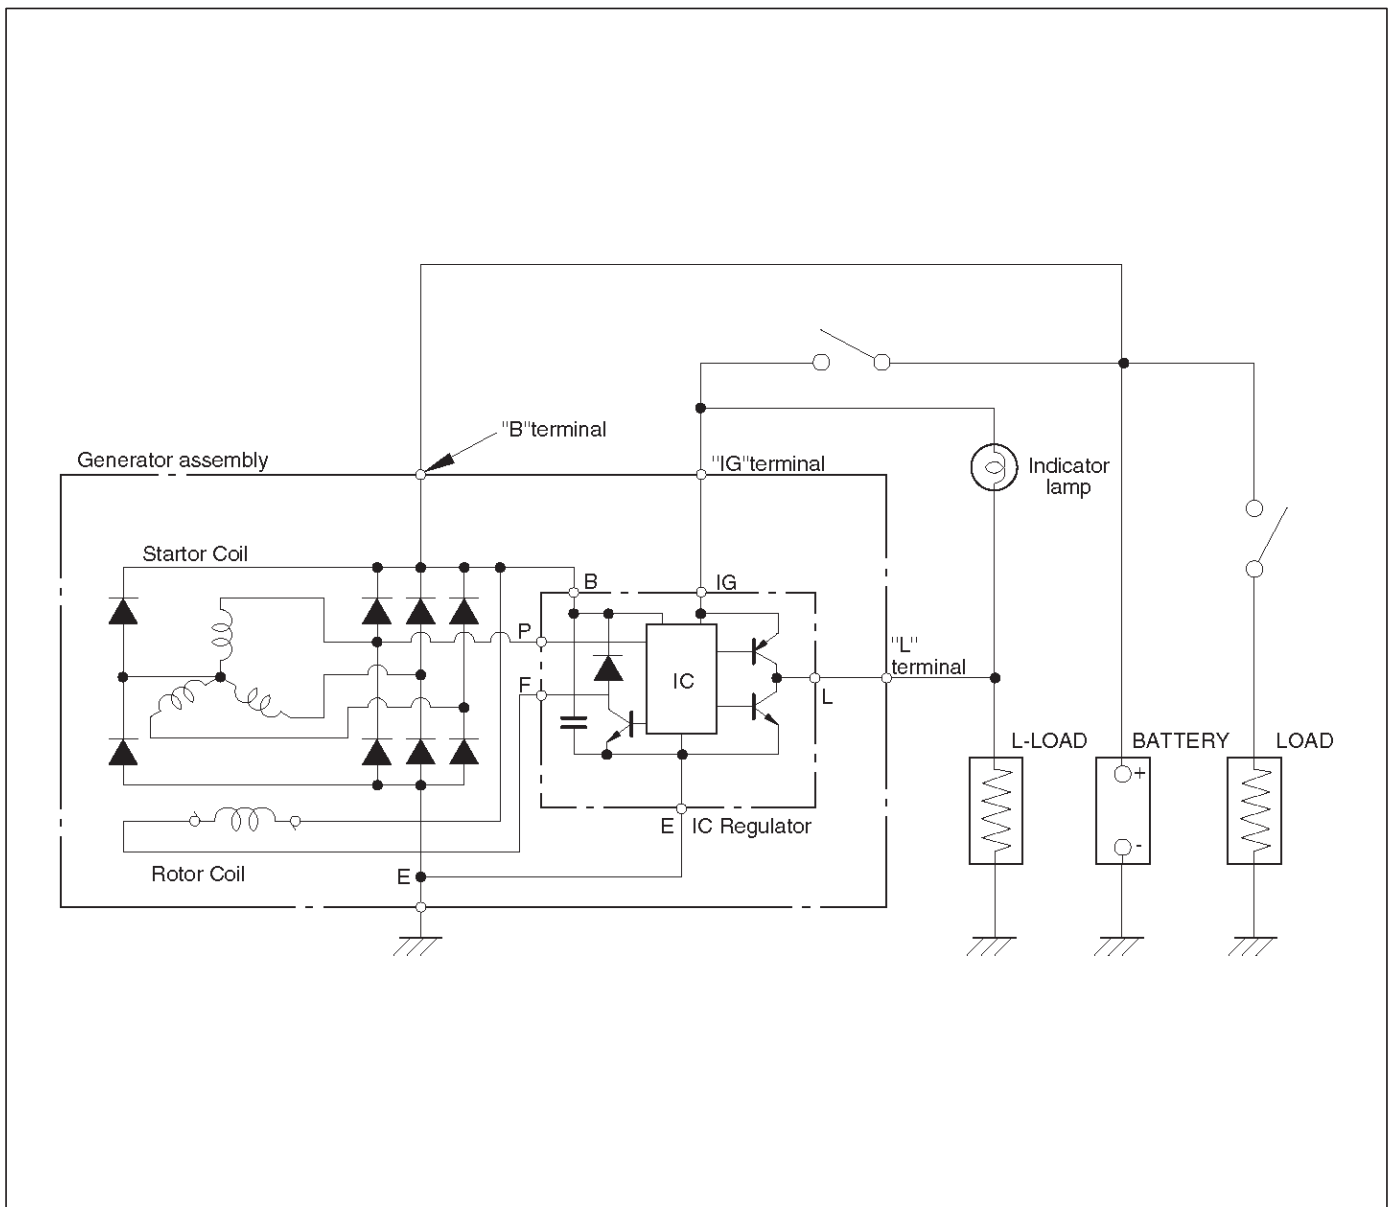 "B"terminal
Generator assembly
"IG"terminal
Indicator
lamp
Startor Coil
B
IG
P
"L"
terminal
F
IC
L
L-LOAD
BATTERY
LOAD
+
-
E
IC Regulator
Rotor Coil
E